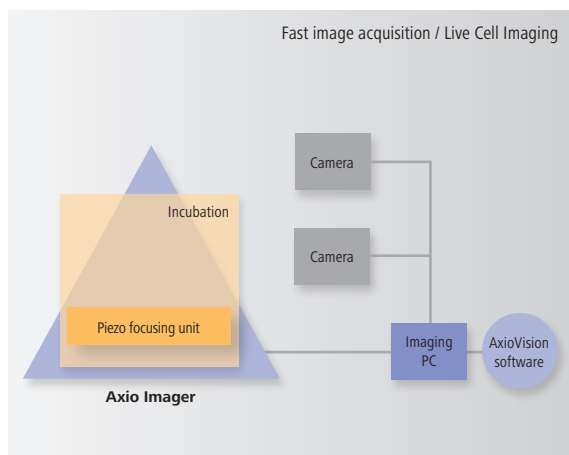 Fast image acquisition / Live Cell Imaging
Camera
Incubation
Camera
Piezo focusing unit
Imaging
PC
AxioVision
software
Axio Imager